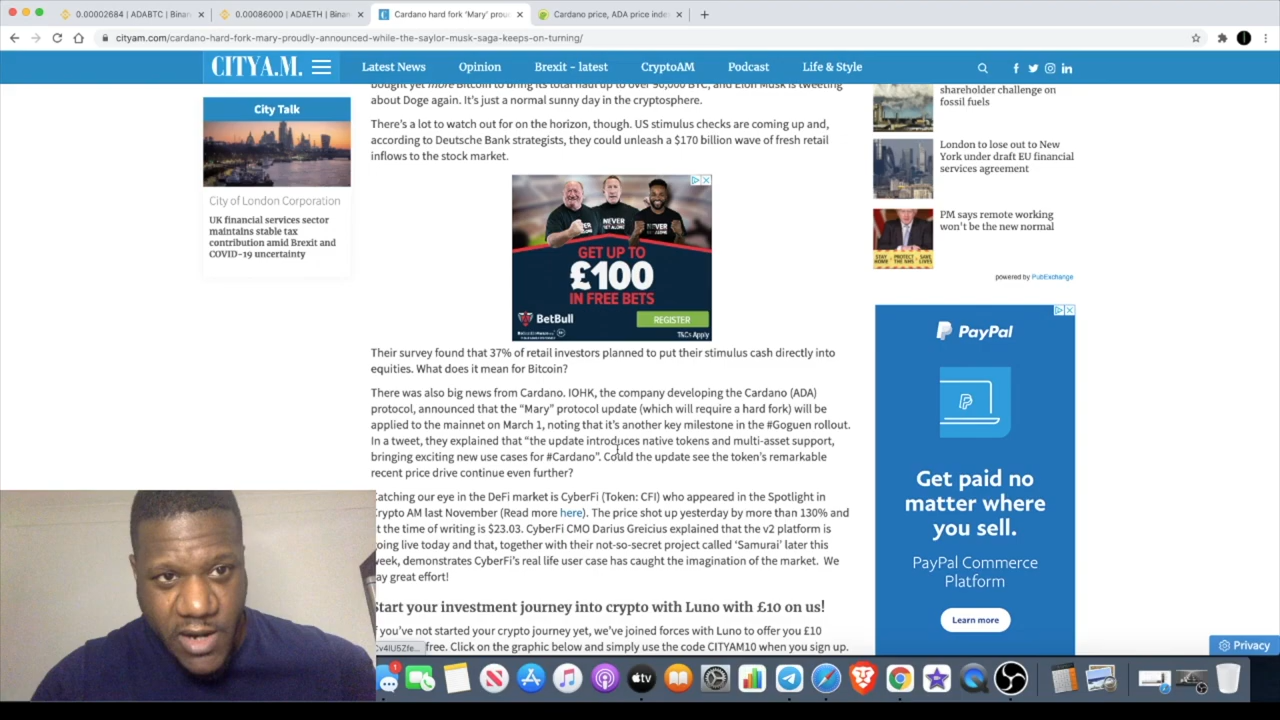 0.00002684 | ADABTC | Binan
0.00086000 | ADAETH | Binan
Cardano hard fork 'Mary' prou
Cardano price, ADA price inde
cityam.com/cardano-hard-fork-mary-proudly-announced-while-the-saylor-musk-saga-keeps-on-turning/
CITYA.M.
Latest News
Opinion
Brexit – latest
CryptoAM
Podcast
Life & Style
City Talk
City of London Corporation
UK financial services sector
maintains stable tax
contribution amid Brexit and
COVID-19 uncertainty
bought yet more Bitcoin to bring its total haul up to over 90,000 BTC, and Elon Musk is tweeting
about Doge again. It's just a normal sunny day in the cryptosphere.
There's a lot to watch out for on the horizon, though. US stimulus checks are coming up and,
according to Deutsche Bank strategists, they could unleash a $170 billion wave of fresh retail
inflows to the stock market.
NEVER
NEVER
GET UP TO
£100
IN FREE BETS
BetBull
REGISTER
T&Cs Apply
Their survey found that 37% of retail investors planned to put their stimulus cash directly into
equities. What does it mean for Bitcoin?
There was also big news from Cardano. IOHK, the company developing the Cardano (ADA)
protocol, announced that the "Mary" protocol update (which will require a hard fork) will be
applied to the mainnet on March 1, noting that it's another key milestone in the #Goguen rollout.
In a tweet, they explained that "the update introduces native tokens and multi-asset support,
bringing exciting new use cases for #Cardano". Could the update see the token's remarkable
recent price drive continue even further?
Catching our eye in the DeFi market is CyberFi (Token: CFI) who appeared in the Spotlight in
Crypto AM last November (Read more here). The price shot up yesterday by more than 130% and
at the time of writing is $23.03. CyberFi CMO Darius Greicius explained that the v2 platform is
going live today and that, together with their not-so-secret project called 'Samurai' later this
week, demonstrates CyberFi's real life user case has caught the imagination of the market. We
say great effort!
Start your investment journey into crypto with Luno with £10 on us!
If you've not started your crypto journey yet, we've joined forces with Luno to offer you £10
free. Click on the graphic below and simply use the code CITYAM10 when you sign up.
shareholder challenge on
fossil fuels
London to lose out to New
York under draft EU financial
services agreement
STAY HOME PROTECT THE NHS SAVE LIVES
PM says remote working
won't be the new normal
powered by PubExchange
PayPal
Get paid no
matter where
you sell.
PayPal Commerce
Platform
Learn more
Privacy
1
tv